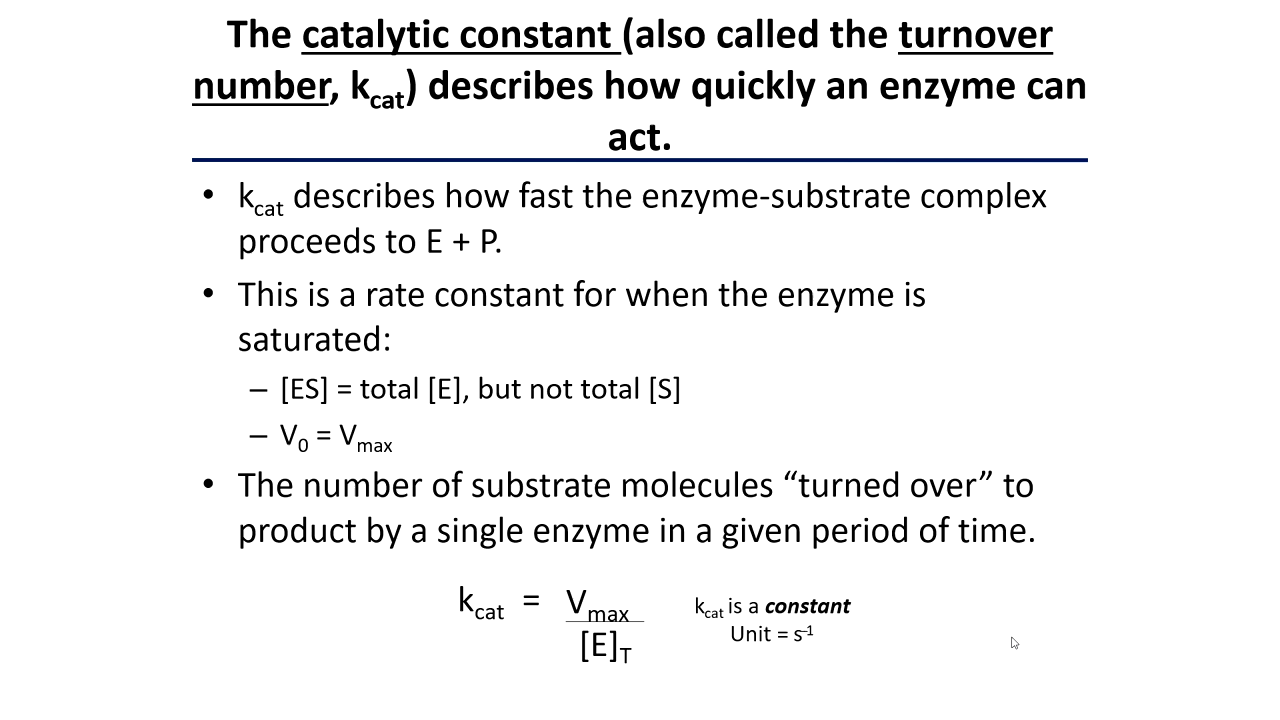 The catalytic constant (also called the turnover
number, kcat) describes how quickly an enzyme can
act.
• kcat describes how fast the enzyme-substrate complex
proceeds to E + P.
• This is a rate constant for when the enzyme is
saturated:
– [ES] = total [E], but not total [S]
– V0 = Vmax
• The number of substrate molecules “turned over” to
product by a single enzyme in a given period of time.
kcat = Vmax
[E]T
kcat is a constant
Unit = s-1